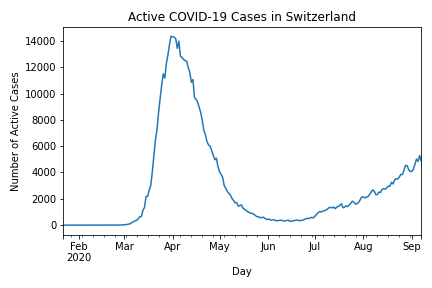 Active COVID-19 Cases in Switzerland
Number of Active Cases
14000
12000
10000
8000
6000
4000
2000
0
Feb Mar Apr May Jun Jul Aug Sep
2020
Day